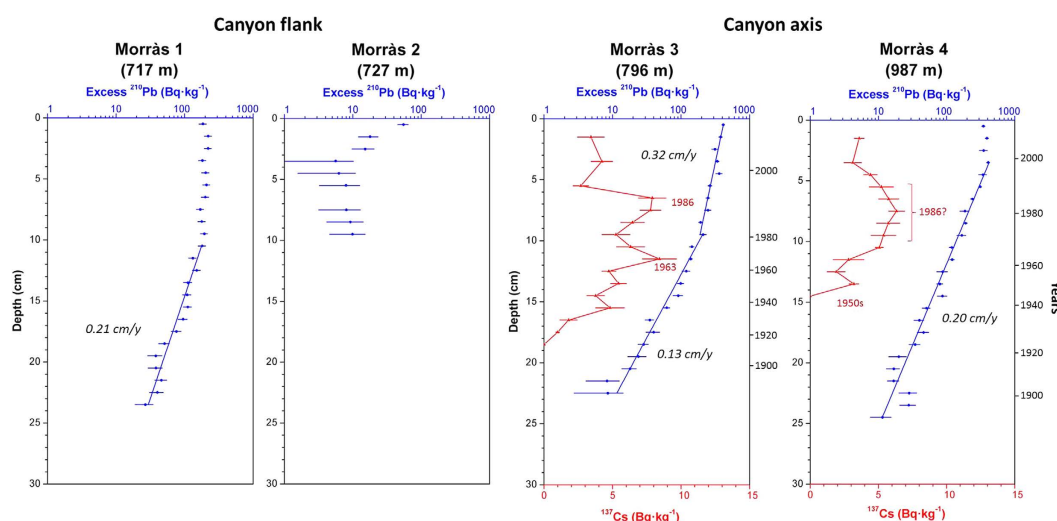 Canyon flank
Canyon axis
Morràs 1
(717 m)
Excess ²¹⁰Pb (Bq·kg⁻¹)
1 10 100 1000
0
5
10
15
20
25
30
Depth (cm)
0.21 cm/y
Morràs 2
(727 m)
Excess ²¹⁰Pb (Bq·kg⁻¹)
1 10 100 1000
0
5
10
15
20
25
30
Morràs 3
(796 m)
Excess ²¹⁰Pb (Bq·kg⁻¹)
1 10 100 1000
0
5
10
15
20
25
30
Depth (cm)
0.32 cm/y
1986
1963
0.13 cm/y
2000
1980
1960
1940
1920
1900
0 5 10 15
¹³⁷Cs (Bq·kg⁻¹)
Morràs 4
(987 m)
Excess ²¹⁰Pb (Bq·kg⁻¹)
1 10 100 1000
0
5
10
15
20
25
30
1986?
1950s
0.20 cm/y
2000
1980
1960
1940
1920
1900
Years
0 5 10 15
¹³⁷Cs (Bq·kg⁻¹)